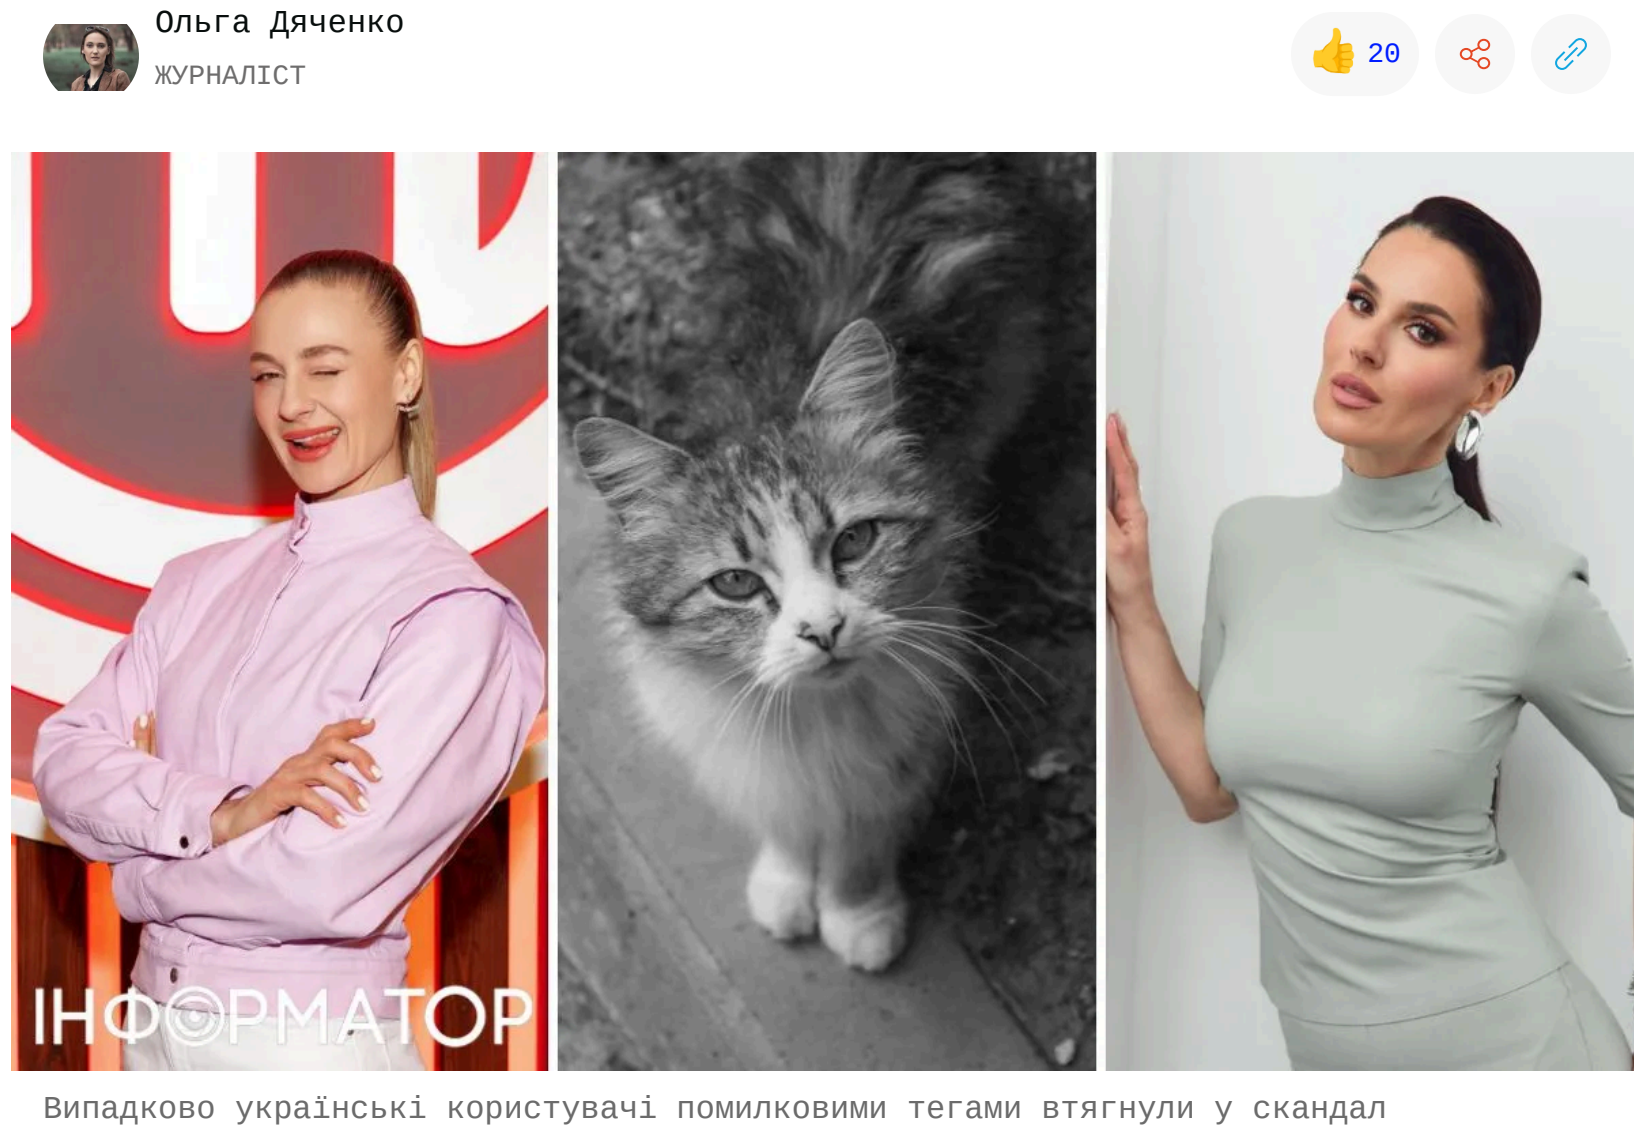 Ольга Дяченко
ЖУРНАЛІСТ
20
ІНФОРМАТОР
Випадково українські користувачі помилковими тегами втягнули у скандал